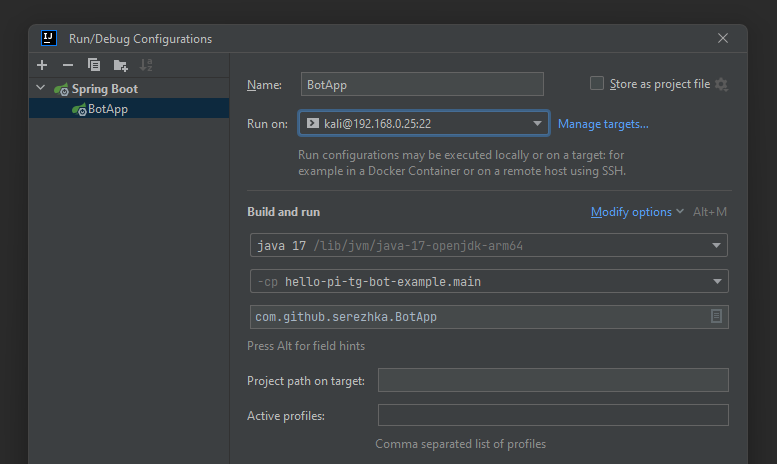 IJ Run/Debug Configurations
Spring Boot
BotApp
Name: BotApp Store as project file
Run on: kali@192.168.0.25:22 Manage targets...
Run configurations may be executed locally or on a target: for
example in a Docker Container or on a remote host using SSH.
Build and run Modify options Alt+M
java 17 /lib/jvm/java-17-openjdk-arm64
-cp hello-pi-tg-bot-example.main
com.github.serezhka.BotApp
Press Alt for field hints
Project path on target:
Active profiles:
Comma separated list of profiles